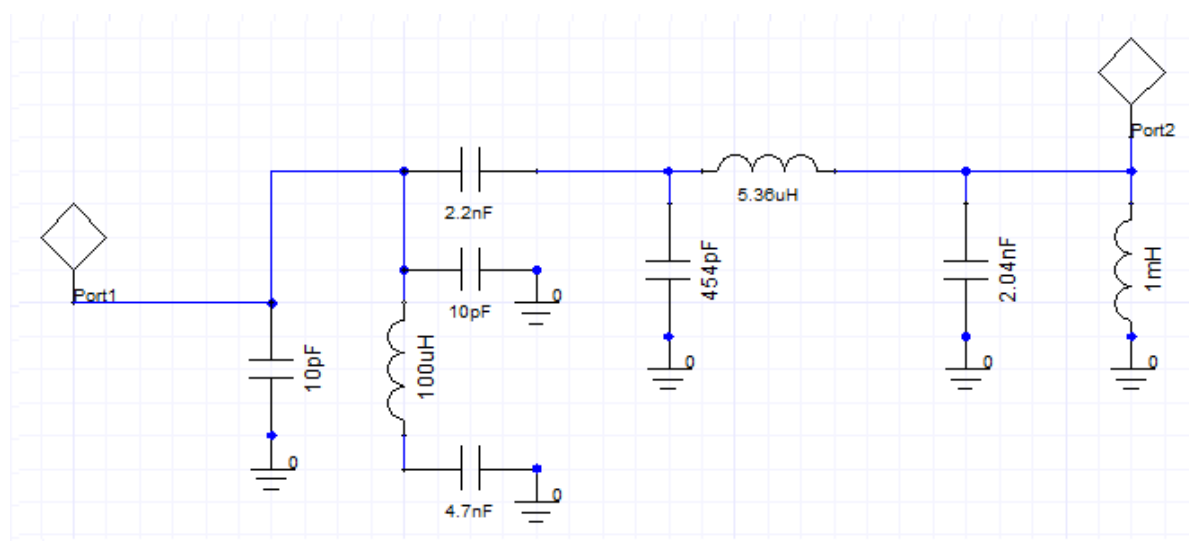 Port2
2.2nF
5.36uH
454pF
2.04nF
1mH
Port1
10pF
0
10pF
100uH
0
0
0
0
4.7nF
0